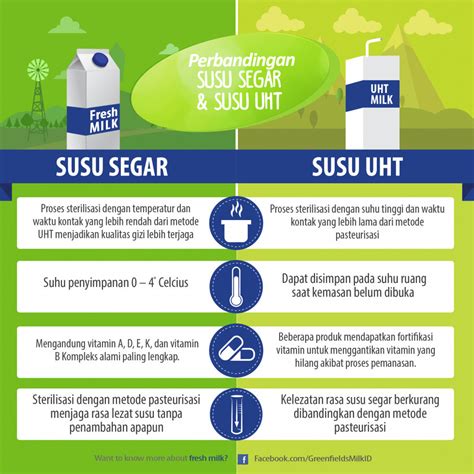 Perbandingan
SUSU SEGAR
& SUSU UHT
Fresh
MILK
UHT
MILK
SUSU SEGAR
SUSU UHT
Proses sterilisasi dengan temperatur dan
waktu kontak yang lebih rendah dari metode
UHT menjadikan kualitas gizi lebih terjaga
Proses sterilisasi dengan suhu tinggi dan waktu
kontak yang lebih lama dari metode
pasteurisasi
Suhu penyimpanan 0 – 4° Celcius
Dapat disimpan pada suhu ruang
saat kemasan belum dibuka
Mengandung vitamin A, D, E, K, dan vitamin
B Kompleks alami paling lengkap.
Beberapa produk mendapatkan fortifikasi
vitamin untuk menggantikan vitamin yang
hilang akibat proses pemanasan.
Sterilisasi dengan metode pasteurisasi
menjaga rasa lezat susu tanpa
penambahan apapun
Kelezatan rasa susu segar berkurang
dibandingkan dengan metode
pasteurisasi
Want to know more about fresh milk?
Facebook.com/GreenfieldsMilkID